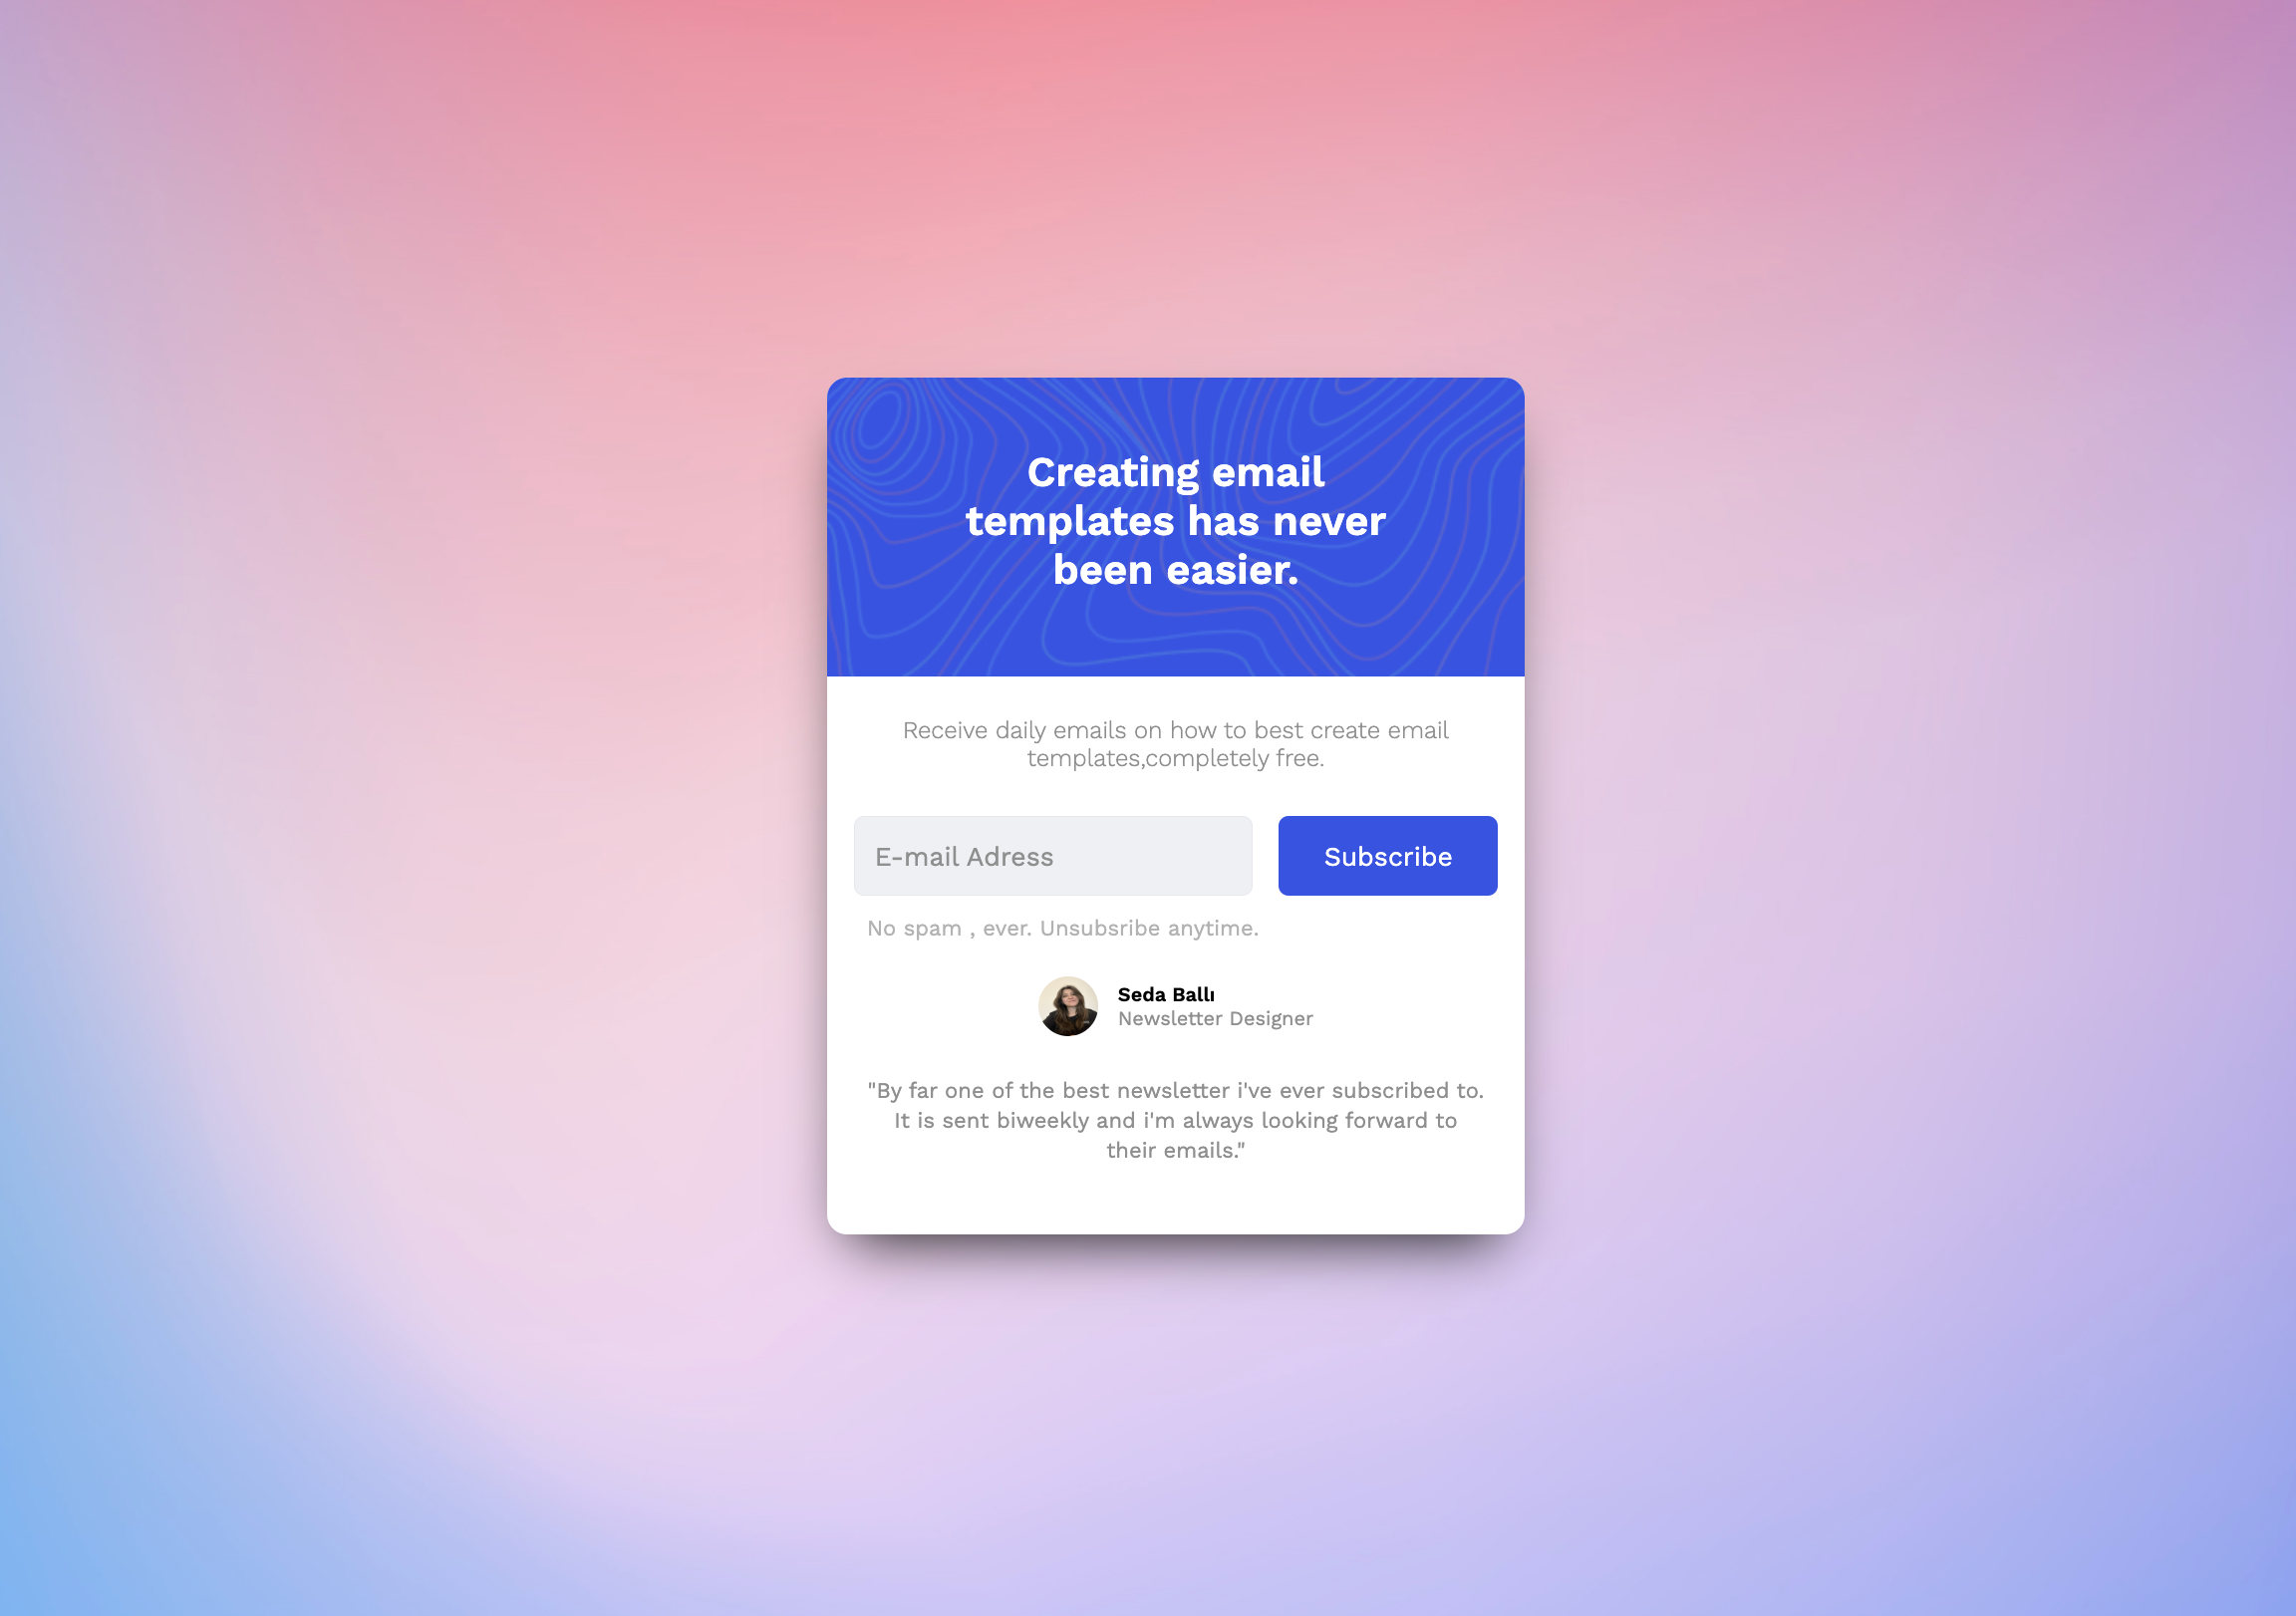 Creating email
templates has never
been easier.
Receive daily emails on how to best create email
templates,completely free.
E-mail Adress
Subscribe
No spam , ever. Unsubsribe anytime.
Seda Ballı
Newsletter Designer
"By far one of the best newsletter i've ever subscribed to.
It is sent biweekly and i'm always looking forward to
their emails."